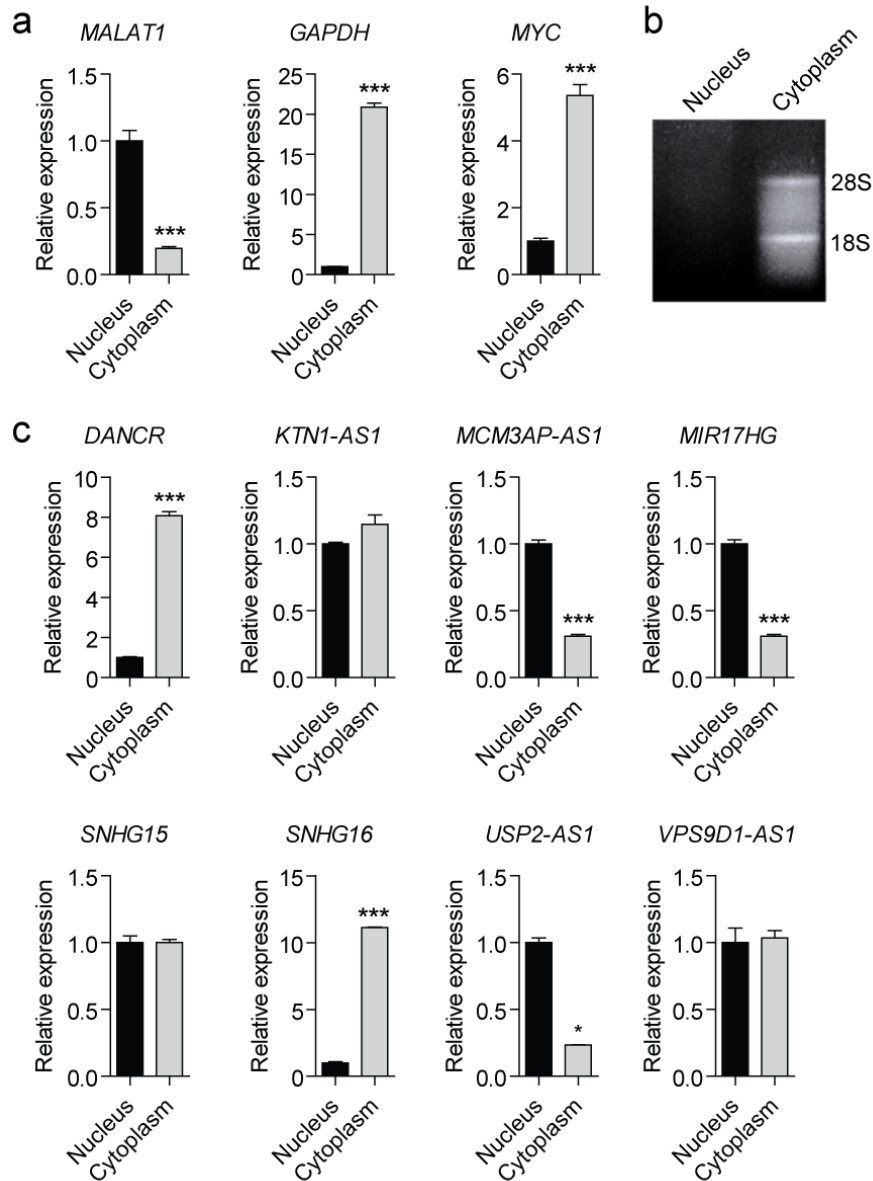 a
MALAT1
GAPDH
MYC
b
Relative expression
1.5
1.0
0.5
0.0
***
Nucleus
Cytoplasm
Relative expression
25
20
15
10
5
0
***
Nucleus
Cytoplasm
Relative expression
6
4
2
0
***
Nucleus
Cytoplasm
Nucleus
Cytoplasm
28S
18S
c
DANCR
KTN1-AS1
MCM3AP-AS1
MIR17HG
Relative expression
10
8
6
4
2
0
***
Nucleus
Cytoplasm
Relative expression
1.5
1.0
0.5
0.0
Nucleus
Cytoplasm
Relative expression
1.5
1.0
0.5
0.0
***
Nucleus
Cytoplasm
Relative expression
1.5
1.0
0.5
0.0
***
Nucleus
Cytoplasm
SNHG15
SNHG16
USP2-AS1
VPS9D1-AS1
Relative expression
1.5
1.0
0.5
0.0
Nucleus
Cytoplasm
Relative expression
15
10
5
0
***
Nucleus
Cytoplasm
Relative expression
1.5
1.0
0.5
0.0
*
Nucleus
Cytoplasm
Relative expression
1.5
1.0
0.5
0.0
Nucleus
Cytoplasm